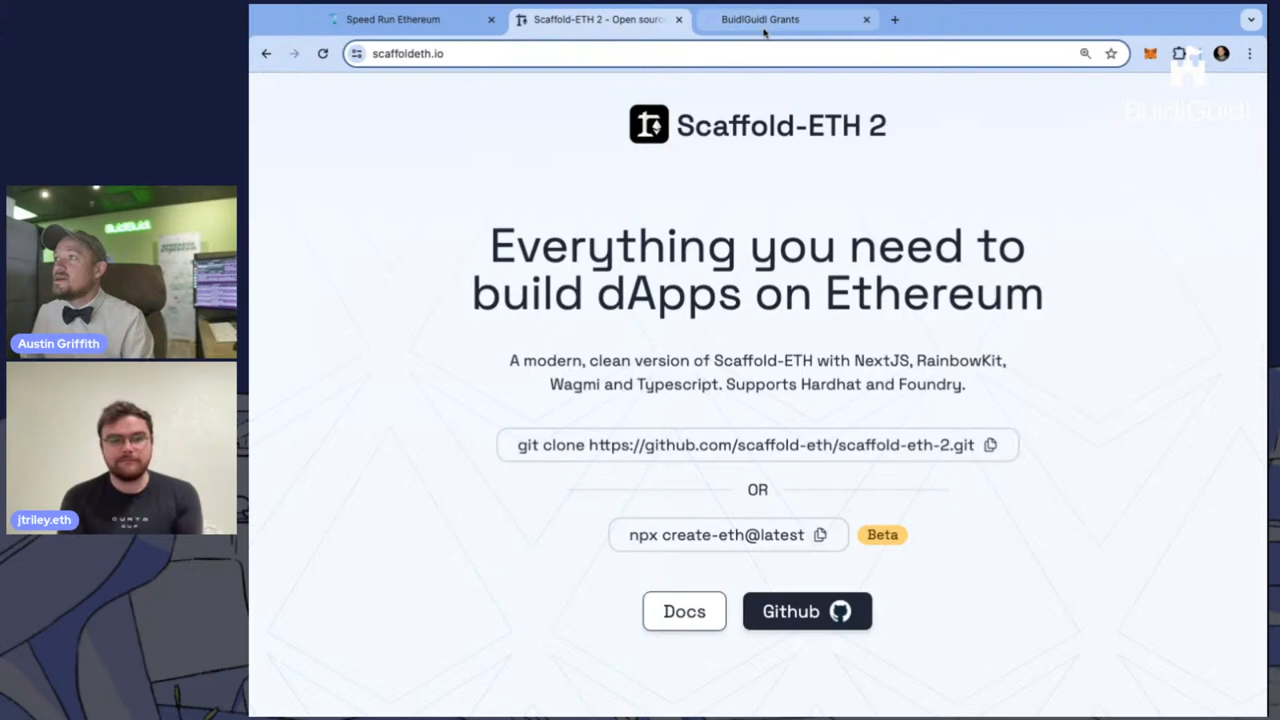 Speed Run Ethereum
Scaffold-ETH 2 - Open sourc
BuidlGuidl Grants
scaffoldeth.io
BuidlGuidl
Scaffold-ETH 2
Everything you need to
build dApps on Ethereum
A modern, clean version of Scaffold-ETH with NextJS, RainbowKit,
Wagmi and Typescript. Supports Hardhat and Foundry.
git clone https://github.com/scaffold-eth/scaffold-eth-2.git
OR
npx create-eth@latest
Beta
Docs
Github
Austin Griffith
CURTA
CUP
jtriley.eth